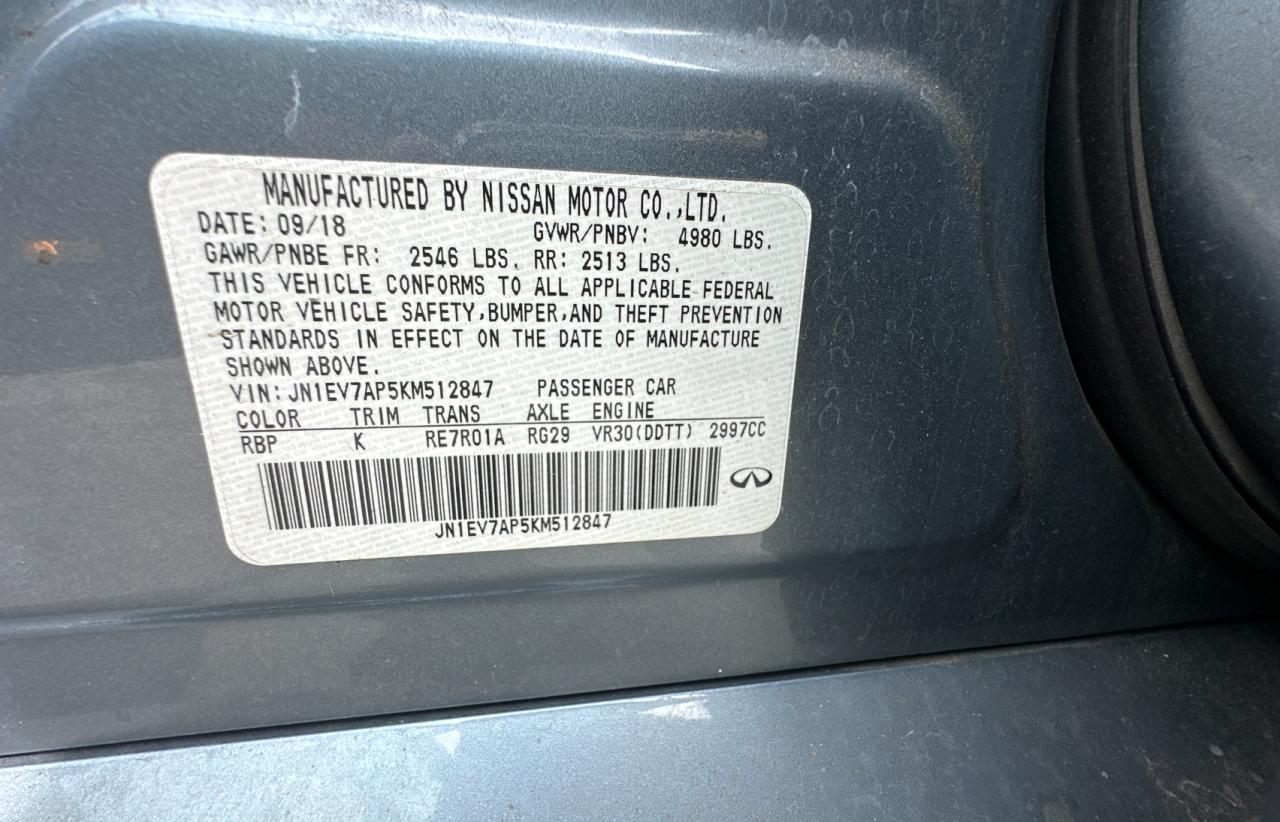 MANUFACTURED BY NISSAN MOTOR CO.,LTD.
DATE: 09/18 GVWR/PNBV: 4980 LBS.
GAWR/PNBE FR: 2546 LBS. RR: 2513 LBS.
THIS VEHICLE CONFORMS TO ALL APPLICABLE FEDERAL
MOTOR VEHICLE SAFETY,BUMPER,AND THEFT PREVENTION
STANDARDS IN EFFECT ON THE DATE OF MANUFACTURE
SHOWN ABOVE.
VIN:JN1EV7AP5KM512847 PASSENGER CAR
COLOR TRIM TRANS AXLE ENGINE
RBP K RE7R01A RG29 VR30(DDTT) 2997CC
JN1EV7AP5KM512847